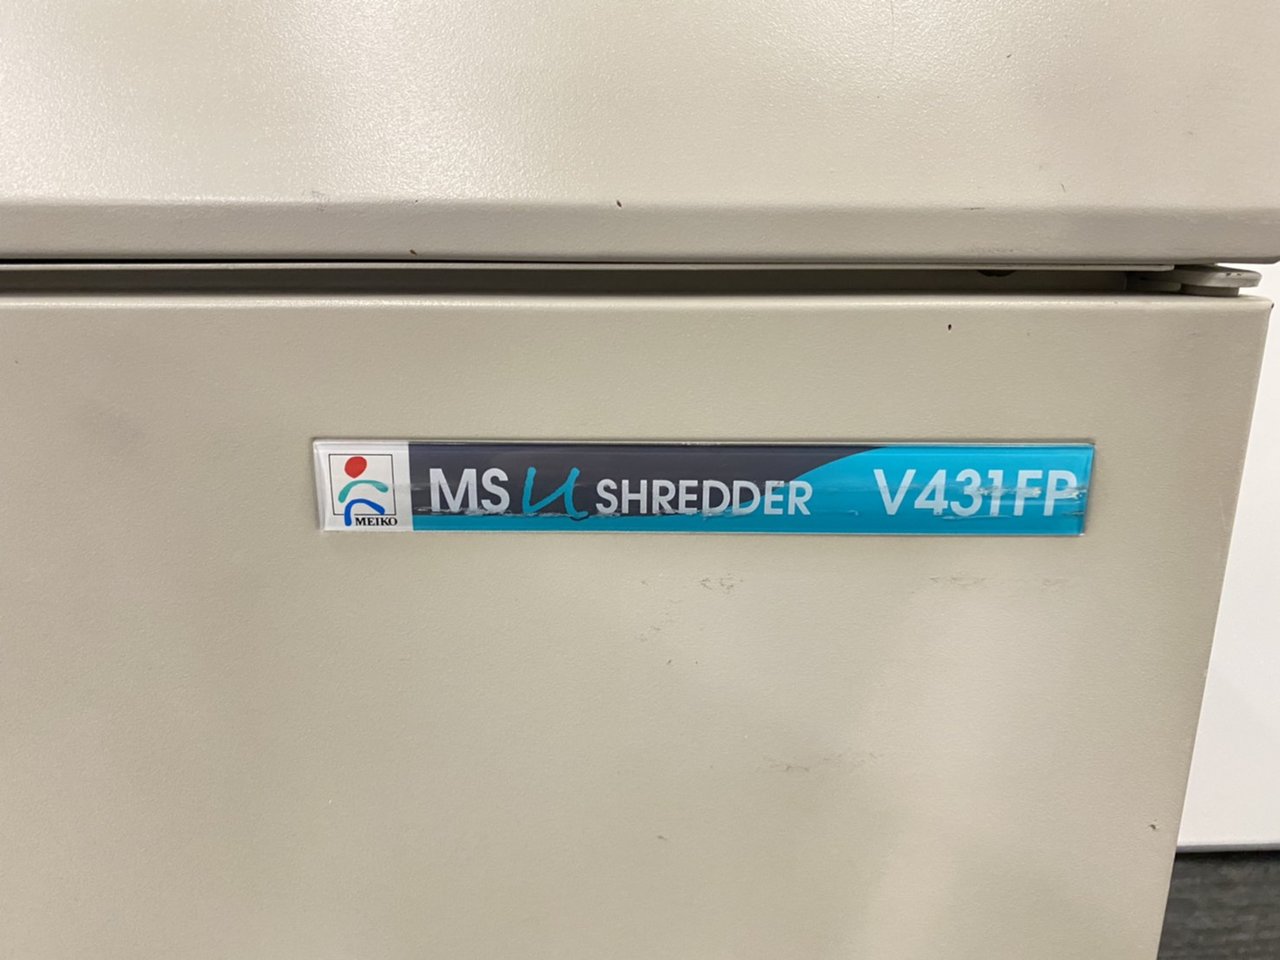 MEIKO
MS U SHREDDER V431FP